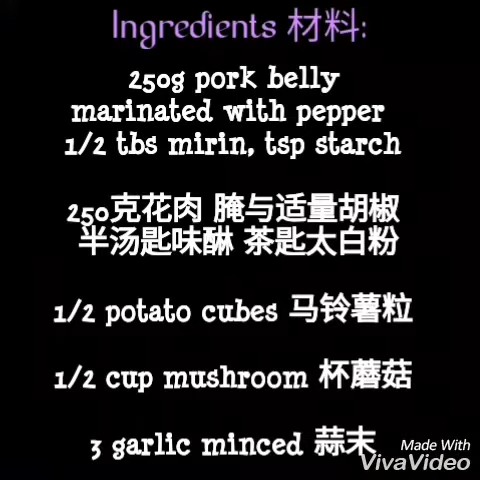 Ingredients 材料:
250g pork belly
marinated with pepper
1/2 tbs mirin, tsp starch
250克花肉 腌与适量胡椒
半汤匙味醂 茶匙太白粉
1/2 potato cubes 马铃薯粒
1/2 cup mushroom 杯蘑菇
3 garlic minced 蒜末
Made With
VivaVideo